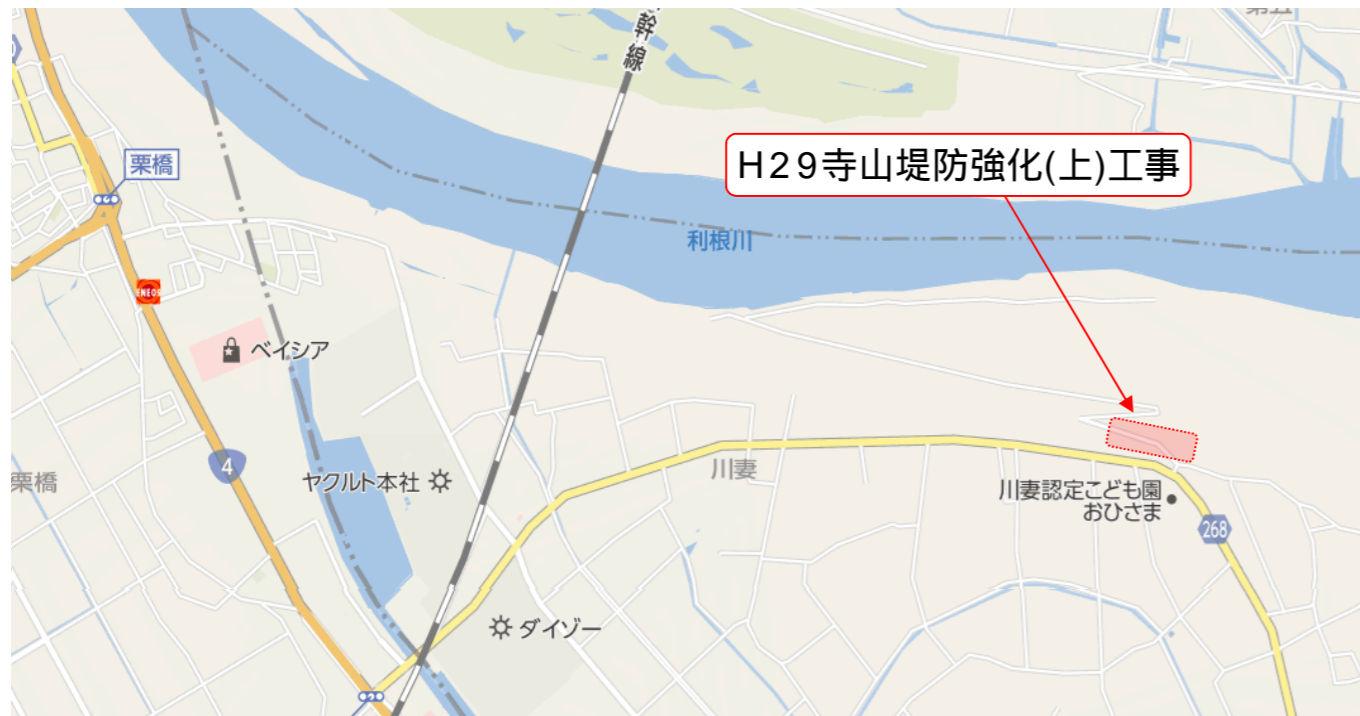 幹線
栗橋
H29寺山堤防強化(上)工事
利根川
ENEOS
ベイシア
4
栗橋
ヤクルト本社
川妻
川妻認定こども園
おひさま
268
ダイゾー